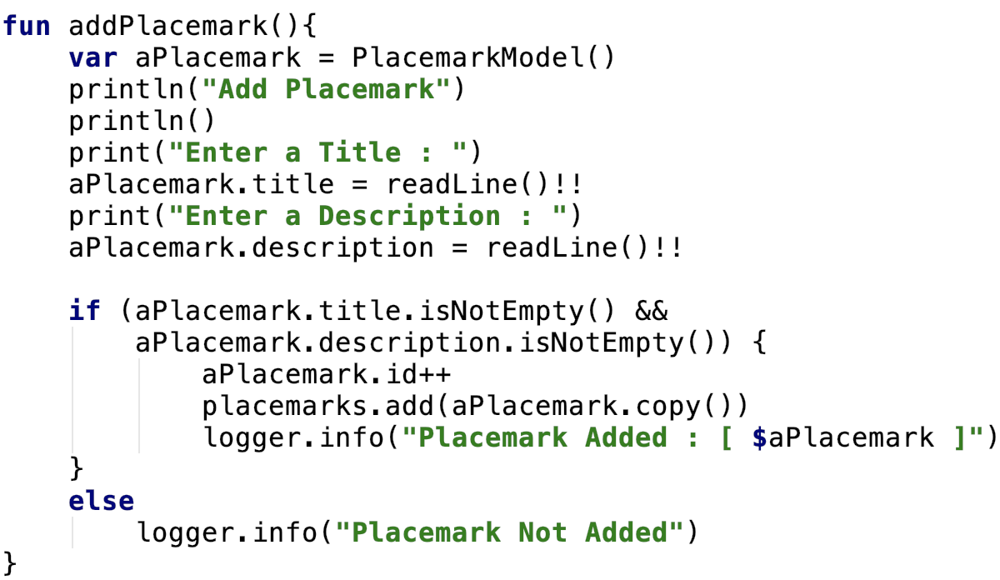 fun addPlacemark(){
    var aPlacemark = PlacemarkModel()
    println("Add Placemark")
    println()
    print("Enter a Title : ")
    aPlacemark.title = readLine()!!
    print("Enter a Description : ")
    aPlacemark.description = readLine()!!

    if (aPlacemark.title.isNotEmpty() &&
        aPlacemark.description.isNotEmpty()) {
            aPlacemark.id++
            placemarks.add(aPlacemark.copy())
            logger.info("Placemark Added : [ $aPlacemark ]")
    }
    else
        logger.info("Placemark Not Added")
}